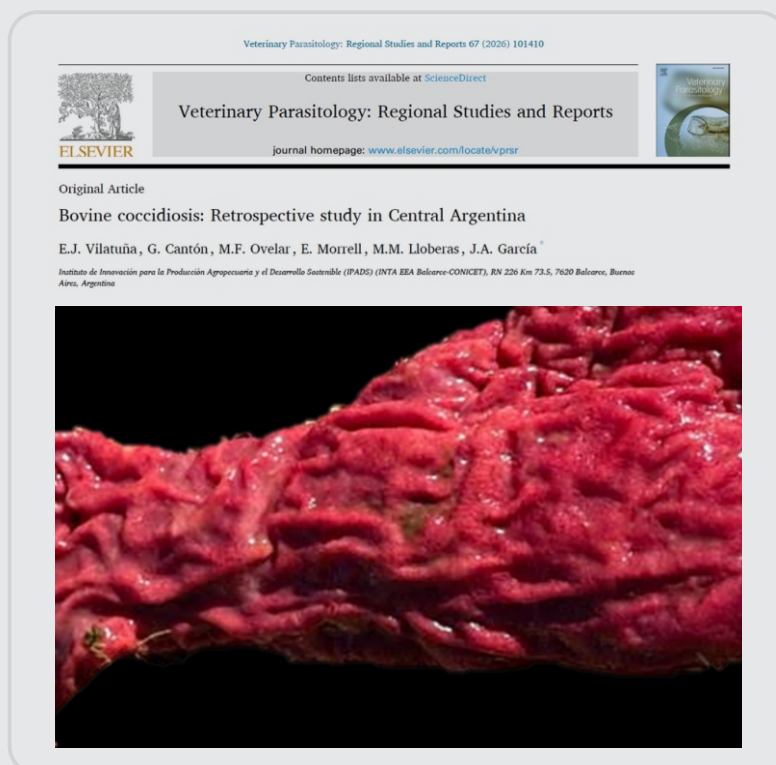 Veterinary Parasitology: Regional Studies and Reports 67 (2026) 101410
Contents lists available at ScienceDirect
Veterinary Parasitology: Regional Studies and Reports
journal homepage: www.elsevier.com/locate/vprsr
ELSEVIER
Veterinary
Parasitology
Original Article
Bovine coccidiosis: Retrospective study in Central Argentina
E.J. Vilatuña, G. Cantón, M.F. Ovelar, E. Morrell, M.M. Lloberas, J.A. García *
Instituto de Innovación para la Producción Agropecuaria y el Desarrollo Sostenible (IPADS) (INTA EEA Balcarce-CONICET), RN 226 Km 73.5, 7620 Balcarce, Buenos
Aires, Argentina